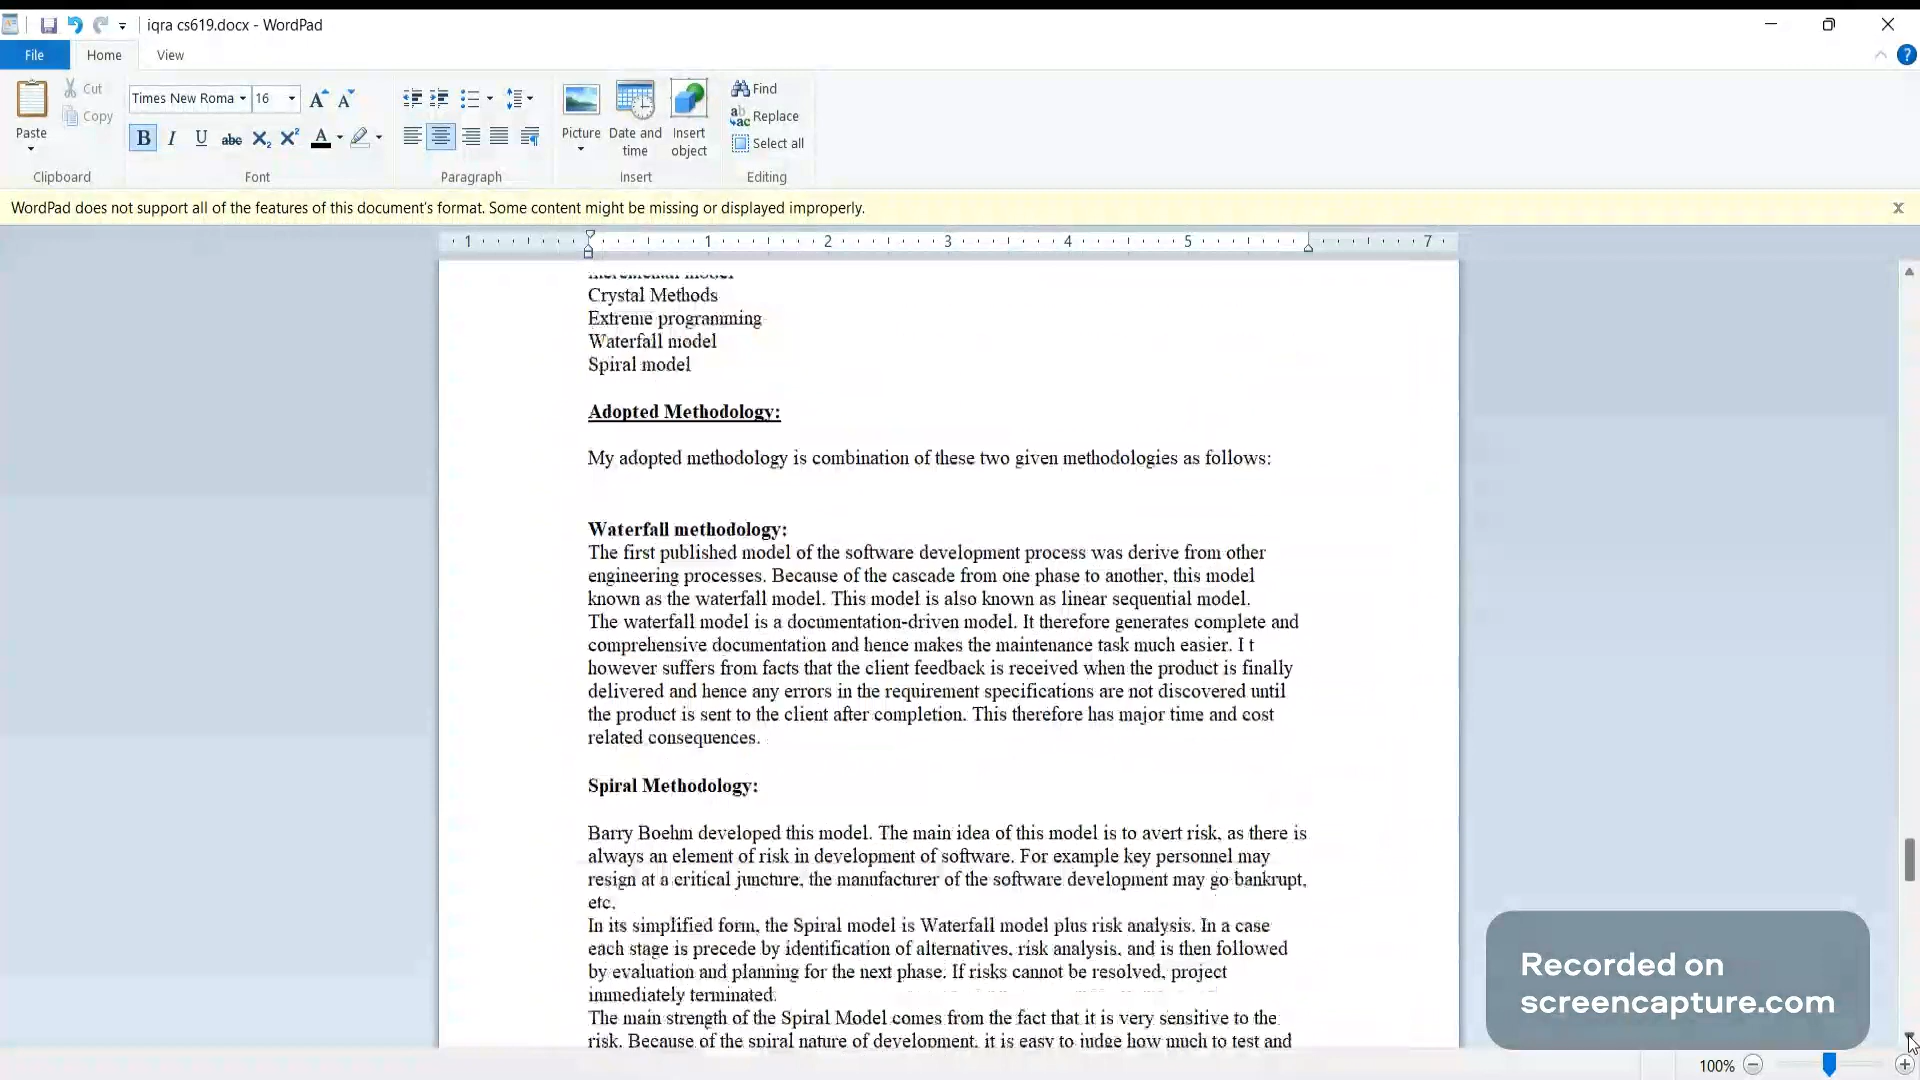 iqra cs619.docx - WordPad
File Home View
Paste
Cut
Copy
Clipboard
Times New Roma 16
B I U abc X₂ X² A
Font
Paragraph
Picture
Date and time
Insert object
Insert
Find
Replace
Select all
Editing
WordPad does not support all of the features of this document's format. Some content might be missing or displayed improperly.
1 1 2 3 4 5 7
Incremental model
Crystal Methods
Extreme programming
Waterfall model
Spiral model
Adopted Methodology:
My adopted methodology is combination of these two given methodologies as follows:
Waterfall methodology:
The first published model of the software development process was derive from other
engineering processes. Because of the cascade from one phase to another, this model
known as the waterfall model. This model is also known as linear sequential model.
The waterfall model is a documentation-driven model. It therefore generates complete and
comprehensive documentation and hence makes the maintenance task much easier. I t
however suffers from facts that the client feedback is received when the product is finally
delivered and hence any errors in the requirement specifications are not discovered until
the product is sent to the client after completion. This therefore has major time and cost
related consequences.
Spiral Methodology:
Barry Boehm developed this model. The main idea of this model is to avert risk, as there is
always an element of risk in development of software. For example key personnel may
resign at a critical juncture, the manufacturer of the software development may go bankrupt,
etc.
In its simplified form, the Spiral model is Waterfall model plus risk analysis. In a case
each stage is precede by identification of alternatives, risk analysis, and is then followed
by evaluation and planning for the next phase. If risks cannot be resolved, project
immediately terminated.
The main strength of the Spiral Model comes from the fact that it is very sensitive to the
risk. Because of the spiral nature of development, it is easy to judge how much to test and
Recorded on
screencapture.com
100%